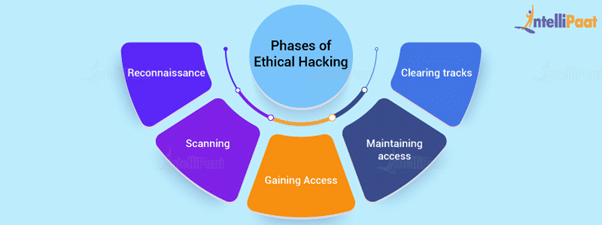 IntelliPaat
Phases of
Ethical Hacking
Reconnaissance
Clearing tracks
Scanning
Maintaining
access
Gaining Access